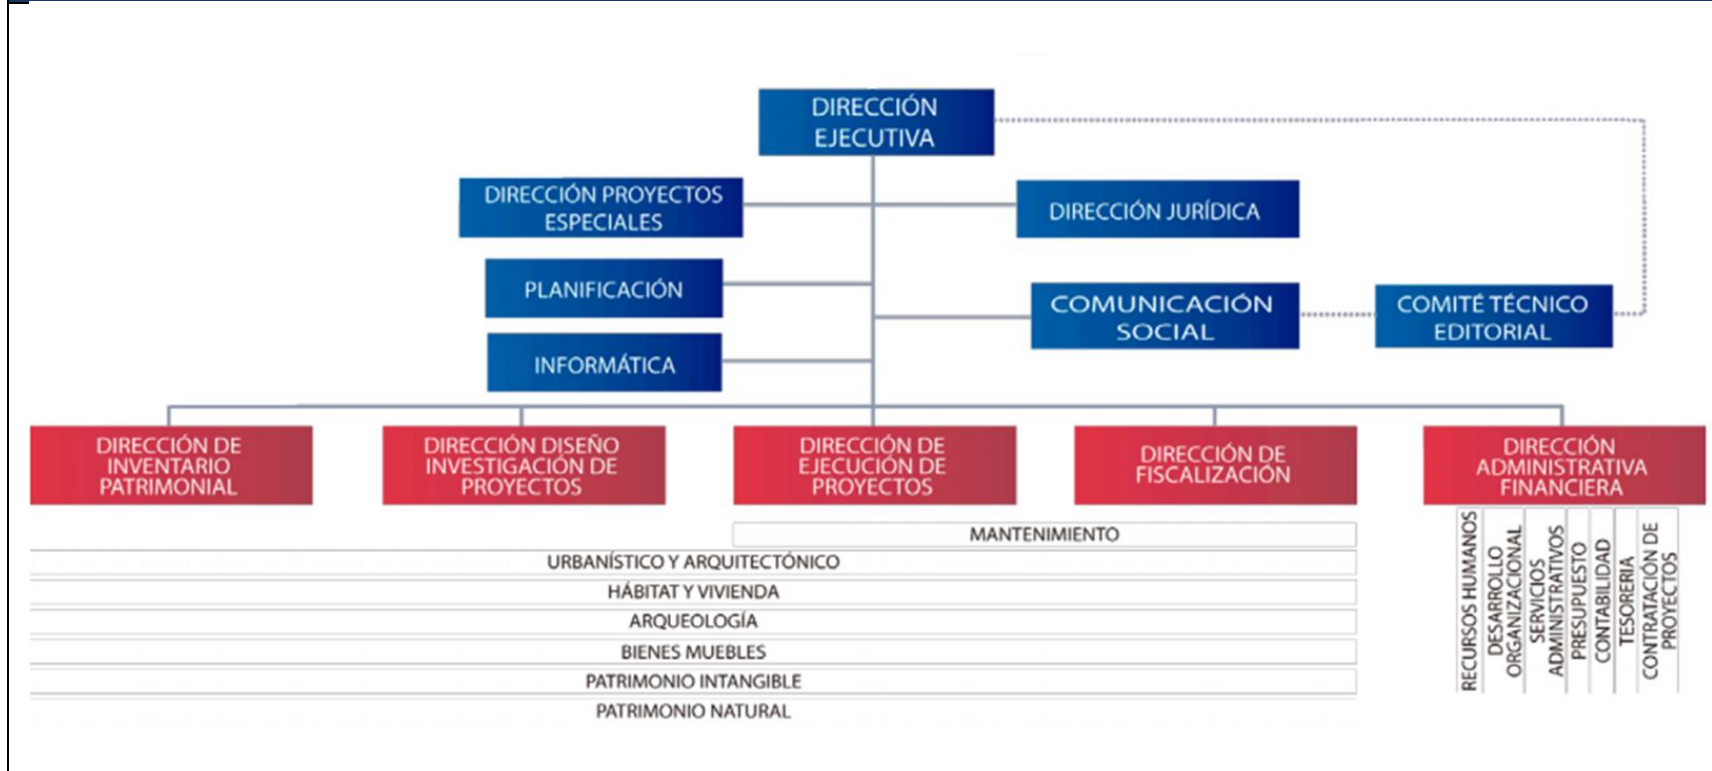 DIRECCIÓN
EJECUTIVA
DIRECCIÓN PROYECTOS
ESPECIALES
DIRECCIÓN JURÍDICA
PLANIFICACIÓN
COMUNICACIÓN
SOCIAL
COMITÉ TÉCNICO
EDITORIAL
INFORMÁTICA
DIRECCIÓN DE
INVENTARIO
PATRIMONIAL
DIRECCIÓN DISEÑO
INVESTIGACIÓN DE
PROYECTOS
DIRECCIÓN DE
EJECUCIÓN DE
PROYECTOS
DIRECCIÓN DE
FISCALIZACIÓN
DIRECCIÓN
ADMINISTRATIVA
FINANCIERA
MANTENIMIENTO
URBANÍSTICO Y ARQUITECTÓNICO
HÁBITAT Y VIVIENDA
ARQUEOLOGÍA
BIENES MUEBLES
PATRIMONIO INTANGIBLE
PATRIMONIO NATURAL
RECURSOS HUMANOS
DESARROLLO
ORGANIZACIONAL
SERVICIOS
ADMINISTRATIVOS
PRESUPUESTO
CONTABILIDAD
TESORERIA
CONTRATACIÓN DE
PROYECTOS